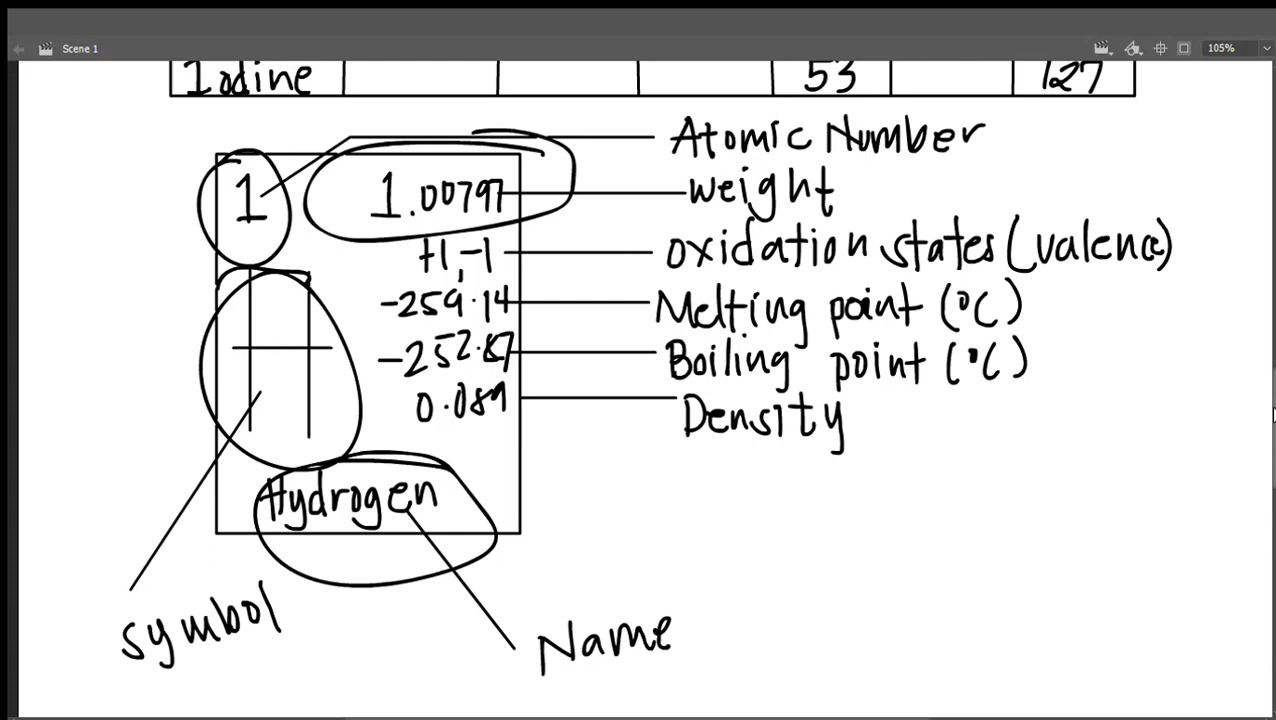 Scene 1
105%
Iodine 53 127
Atomic Number
1 1.00797 weight
+1,-1 oxidation states (valence)
-259.14 Melting point (°C)
-252.87 Boiling point (°C)
0.089 Density
H
Hydrogen
symbol
Name